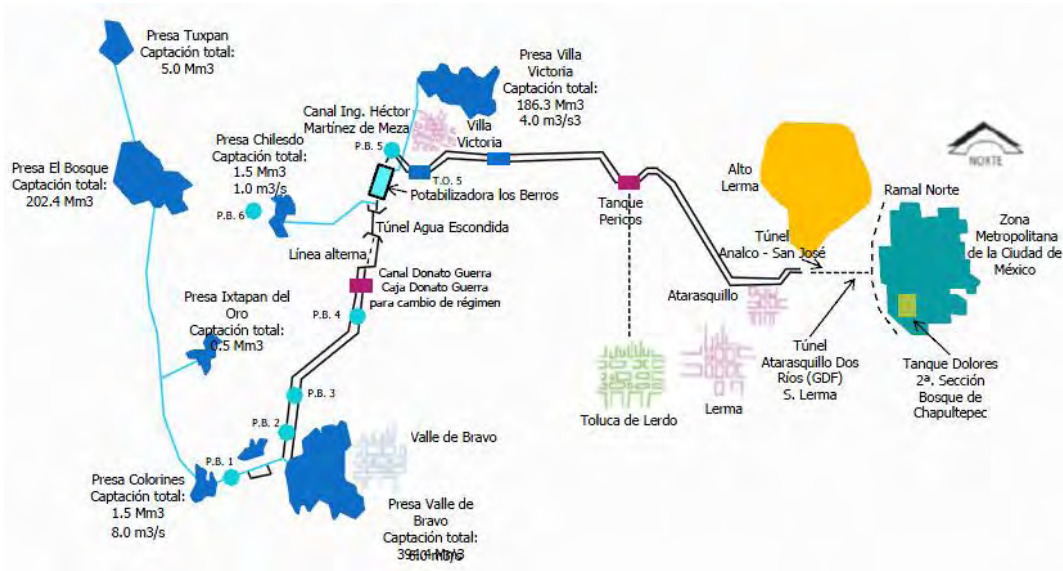 Presa Tuxpan
Captación total:
5.0 Mm3
Presa El Bosque
Captación total:
202.4 Mm3
Presa Chilesdo
Captación total:
1.5 Mm3
1.0 m3/s
P.B. 6
Canal Ing. Héctor
Martínez de Meza
P.B. 5
Presa Villa
Victoria
Captación total:
186.3 Mm3
4.0 m3/s3
Villa
Victoria
T.O. 5
Potabilizadora los Berros
Túnel Agua Escondida
Línea alterna
Canal Donato Guerra
Caja Donato Guerra
para cambio de régimen
P.B. 4
Presa Ixtapan del
Oro
Captación total:
0.5 Mm3
P.B. 3
P.B. 2
P.B. 1
Presa Colorines
Captación total:
1.5 Mm3
8.0 m3/s
Valle de Bravo
Presa Valle de
Bravo
Captación total:
Tanque
Pericos
Toluca de Lerdo
Lerma
Atarasquillo
Alto
Lerma
Túnel
Analco - San José
Túnel
Atarasquillo Dos
Ríos (GDF)
S. Lerma
NORTE
Ramal Norte
Zona
Metropolitana
de la Ciudad de
México
Tanque Dolores
2ª. Sección
Bosque de
Chapultepec